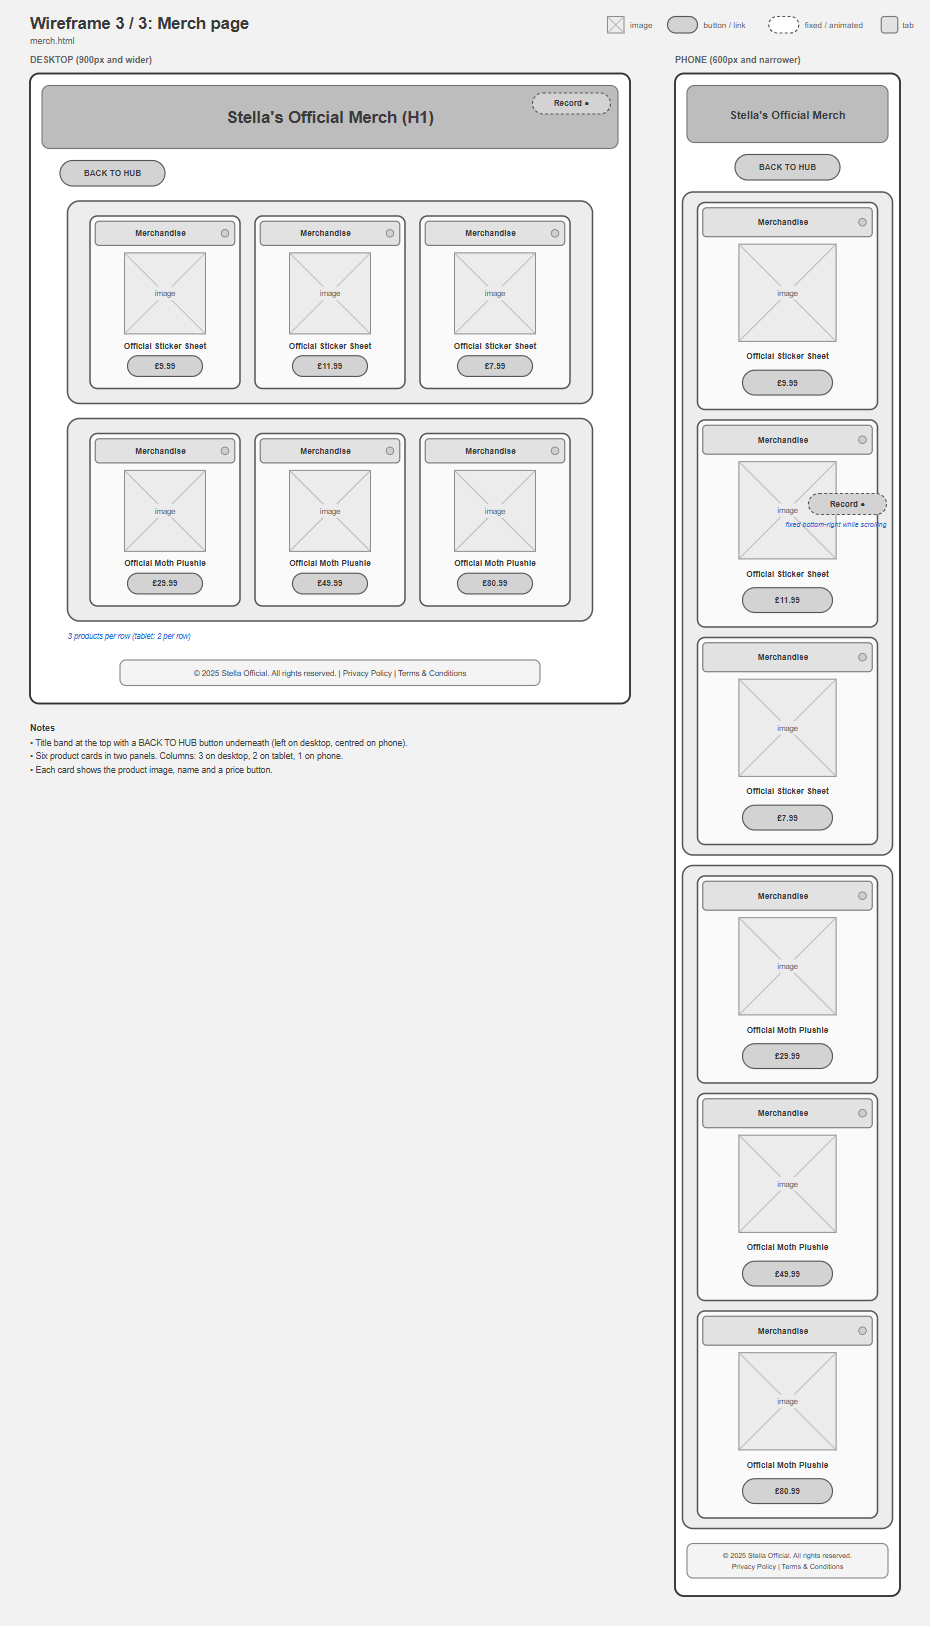 Wireframe 3 / 3: Merch page
merch.html
image
button / link
fixed / animated
tab
DESKTOP (900px and wider)
Stella's Official Merch (H1)
Record ●
BACK TO HUB
Merchandise
Merchandise
Merchandise
image
image
image
Official Sticker Sheet
Official Sticker Sheet
Official Sticker Sheet
£9.99
£11.99
£7.99
Merchandise
Merchandise
Merchandise
image
image
image
Official Moth Plushie
Official Moth Plushie
Official Moth Plushie
£29.99
£49.99
£80.99
3 products per row (tablet: 2 per row)
© 2025 Stella Official. All rights reserved. | Privacy Policy | Terms & Conditions
Notes
• Title band at the top with a BACK TO HUB button underneath (left on desktop, centred on phone).
• Six product cards in two panels. Columns: 3 on desktop, 2 on tablet, 1 on phone.
• Each card shows the product image, name and a price button.
PHONE (600px and narrower)
Stella's Official Merch
BACK TO HUB
Merchandise
image
Official Sticker Sheet
£9.99
Merchandise
image
Record ●
fixed bottom-right while scrolling
Official Sticker Sheet
£11.99
Merchandise
image
Official Sticker Sheet
£7.99
Merchandise
image
Official Moth Plushie
£29.99
Merchandise
image
Official Moth Plushie
£49.99
Merchandise
image
Official Moth Plushie
£80.99
© 2025 Stella Official. All rights reserved.
Privacy Policy | Terms & Conditions